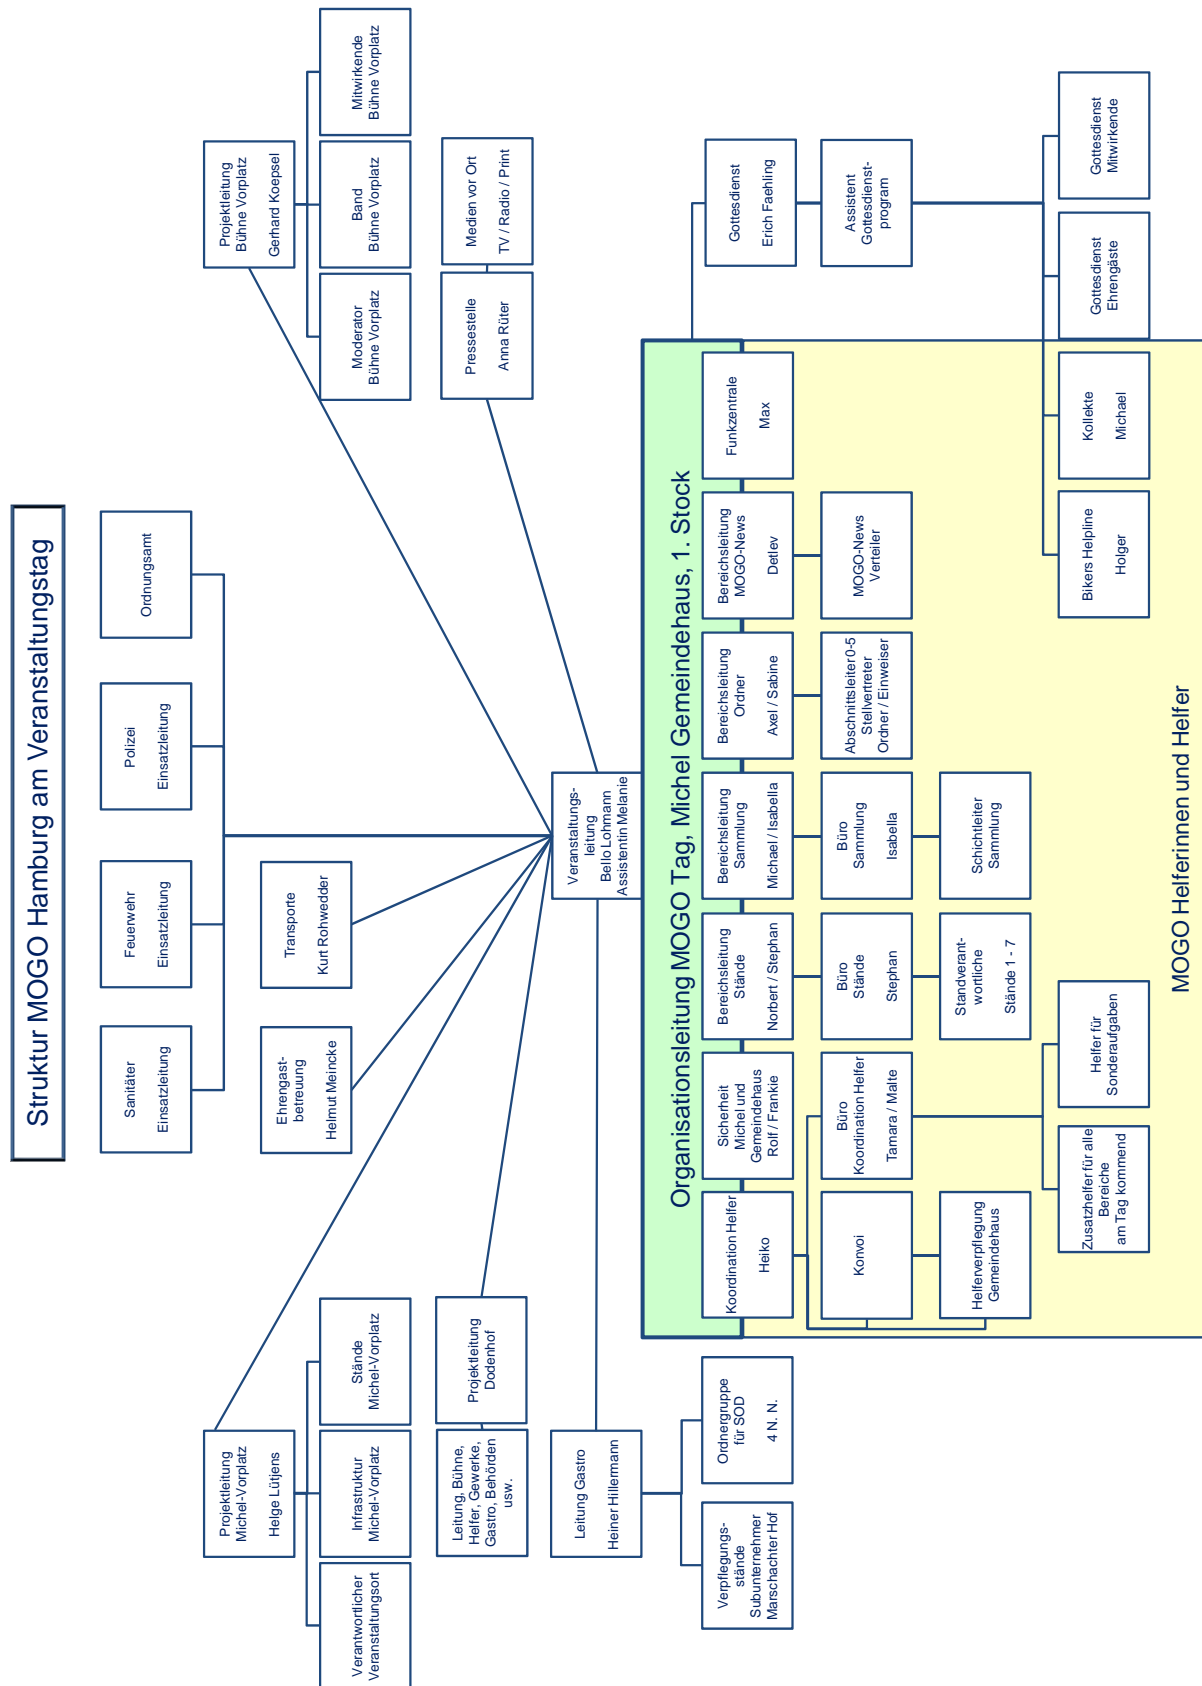 Struktur MOGO Hamburg am Veranstaltungstag
Sanitäter
Einsatzleitung
Feuerwehr
Einsatzleitung
Polizei
Einsatzleitung
Ordnungsamt
Projektleitung
Michel-Vorplatz
Helge Lütjens
Ehrengast-
betreuung
Helmut Meincke
Transporte
Kurt Rohwedder
Projektleitung
Bühne Vorplatz
Gerhard Koepsel
Verantwortlicher
Veranstaltungsort
Infrastruktur
Michel-Vorplatz
Stände
Michel-Vorplatz
Moderator
Bühne Vorplatz
Band
Bühne Vorplatz
Mitwirkende
Bühne Vorplatz
Leitung, Bühne,
Helfer, Gewerke,
Gastro, Behörden
usw.
Projektleitung
Dodenhof
Pressestelle
Anna Rüter
Medien vor Ort
TV / Radio / Print
Leitung Gastro
Heiner Hillermann
Veranstaltungs-
leitung
Bello Lohmann
Assistentin Melanie
Organisationsleitung MOGO Tag, Michel Gemeindehaus, 1. Stock
Verpflegungs-
stände
Subunternehmer
Marschachter Hof
Ordnergruppe
für SOD
4 N. N.
Koordination Helfer
Heiko
Sicherheit
Michel und
Gemeindehaus
Rolf / Frankie
Bereichsleitung
Stände
Norbert / Stephan
Bereichsleitung
Sammlung
Michael / Isabella
Bereichsleitung
Ordner
Axel / Sabine
Bereichsleitung
MOGO-News
Detlev
Funkzentrale
Max
Gottesdienst
Erich Faehling
Konvoi
Büro
Koordination Helfer
Tamara / Malte
Büro
Stände
Stephan
Büro
Sammlung
Isabella
Abschnittsleiter 0-5
Stellvertreter
Ordner / Einweiser
MOGO-News
Verteiler
Assistent
Gottesdienst-
program
Helferverpflegung
Gemeindehaus
Standverant-
wortliche
Stände 1 - 7
Schichtleiter
Sammlung
Zusatzhelfer für alle
Bereiche
am Tag kommend
Helfer für
Sonderaufgaben
Bikers Helpline
Holger
Kollekte
Michael
Gottesdienst
Ehrengäste
Gottesdienst
Mitwirkende
MOGO Helferinnen und Helfer